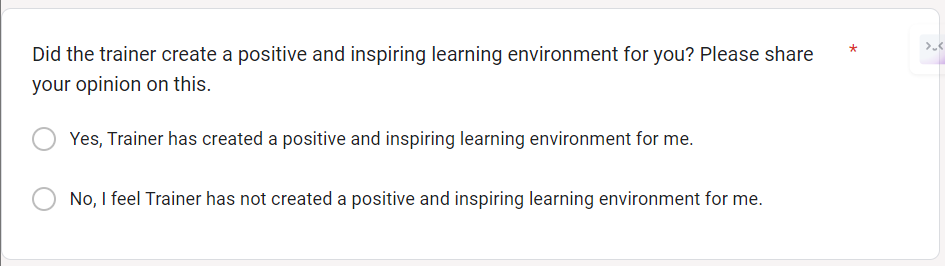 Did the trainer create a positive and inspiring learning environment for you? Please share *
your opinion on this.
Yes, Trainer has created a positive and inspiring learning environment for me.
No, I feel Trainer has not created a positive and inspiring learning environment for me.